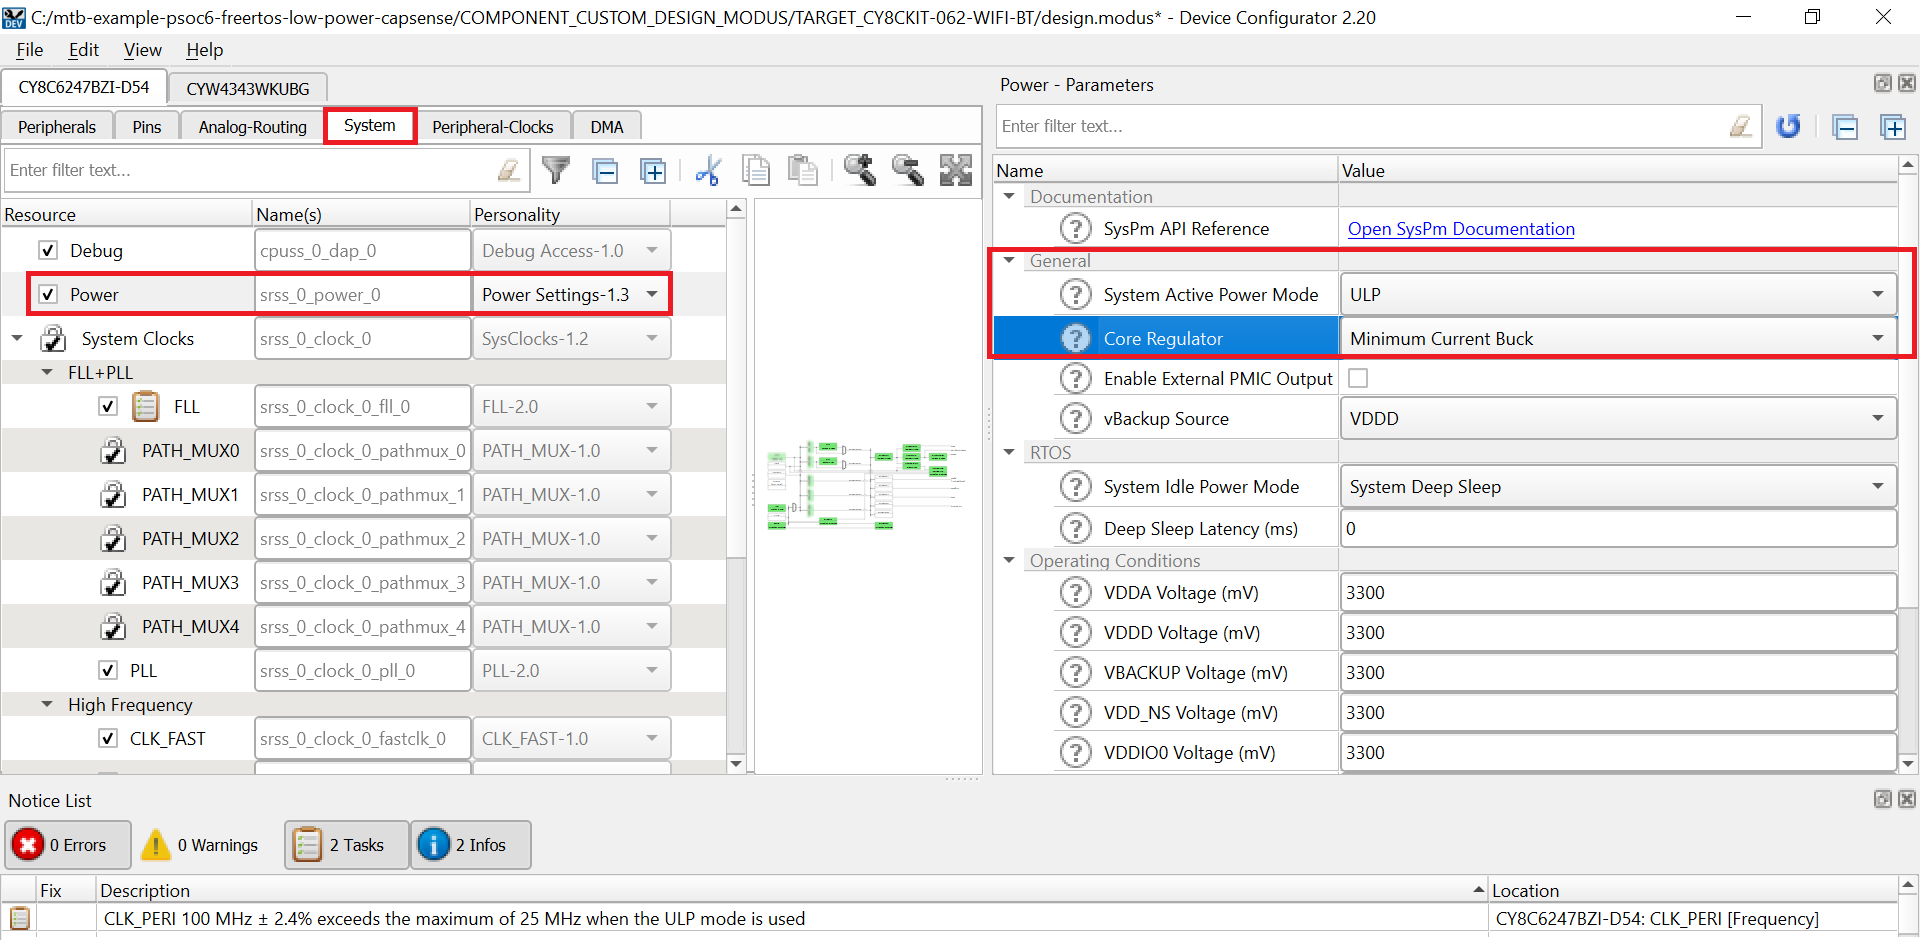 C:/mtb-example-psoc6-freertos-low-power-capsense/COMPONENT_CUSTOM_DESIGN_MODUS/TARGET_CY8CKIT-062-WIFI-BT/design.modus* - Device Configurator 2.20
File Edit View Help
CY8C6247BZI-D54 CYW4343WKUBG
Peripherals Pins Analog-Routing System Peripheral-Clocks DMA
Enter filter text...
Resource Name(s) Personality
Debug cpuss_0_dap_0 Debug Access-1.0
Power srss_0_power_0 Power Settings-1.3
System Clocks srss_0_clock_0 SysClocks-1.2
FLL+PLL
FLL srss_0_clock_0_fll_0 FLL-2.0
PATH_MUX0 srss_0_clock_0_pathmux_0 PATH_MUX-1.0
PATH_MUX1 srss_0_clock_0_pathmux_1 PATH_MUX-1.0
PATH_MUX2 srss_0_clock_0_pathmux_2 PATH_MUX-1.0
PATH_MUX3 srss_0_clock_0_pathmux_3 PATH_MUX-1.0
PATH_MUX4 srss_0_clock_0_pathmux_4 PATH_MUX-1.0
PLL srss_0_clock_0_pll_0 PLL-2.0
High Frequency
CLK_FAST srss_0_clock_0_fastclk_0 CLK_FAST-1.0
Power - Parameters
Enter filter text...
Name Value
Documentation
SysPm API Reference Open SysPm Documentation
General
System Active Power Mode ULP
Core Regulator Minimum Current Buck
Enable External PMIC Output
vBackup Source VDDD
RTOS
System Idle Power Mode System Deep Sleep
Deep Sleep Latency (ms) 0
Operating Conditions
VDDA Voltage (mV) 3300
VDDD Voltage (mV) 3300
VBACKUP Voltage (mV) 3300
VDD_NS Voltage (mV) 3300
VDDIO0 Voltage (mV) 3300
Notice List
0 Errors 0 Warnings 2 Tasks 2 Infos
Fix Description Location
CLK_PERI 100 MHz ± 2.4% exceeds the maximum of 25 MHz when the ULP mode is used CY8C6247BZI-D54: CLK_PERI [Frequency]